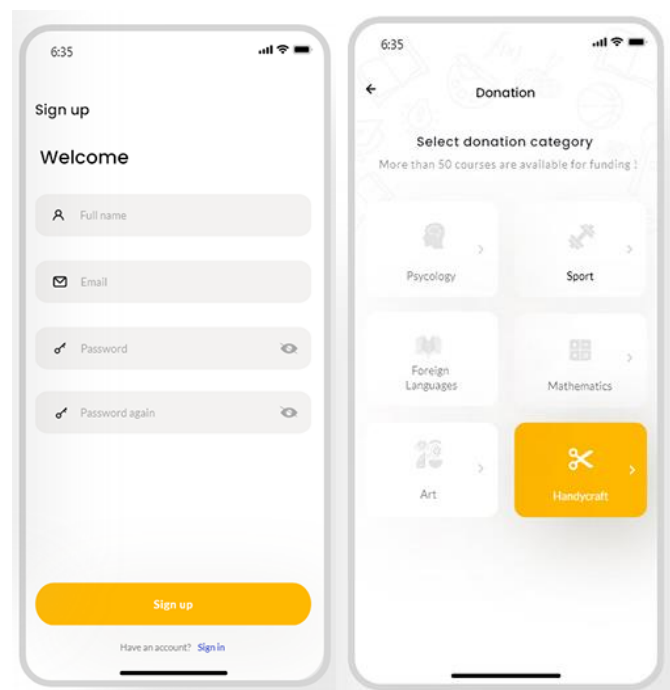 6:35
Sign up
Welcome
Full name
Email
Password
Password again
Sign up
Have an account? Sign in
6:35
Donation
Select donation category
More than 50 courses are available for funding !
Psycology
Sport
Foreign
Languages
Mathematics
Art
Handycraft